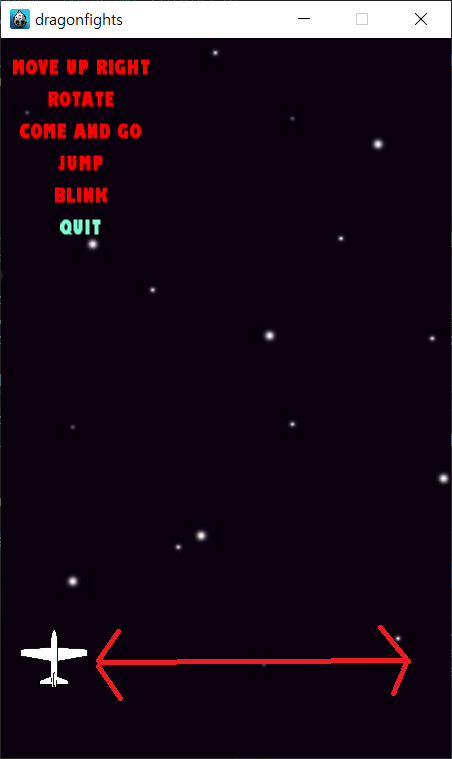 dragonfights
MOVE UP RIGHT
ROTATE
COME AND GO
JUMP
BLINK
QUIT